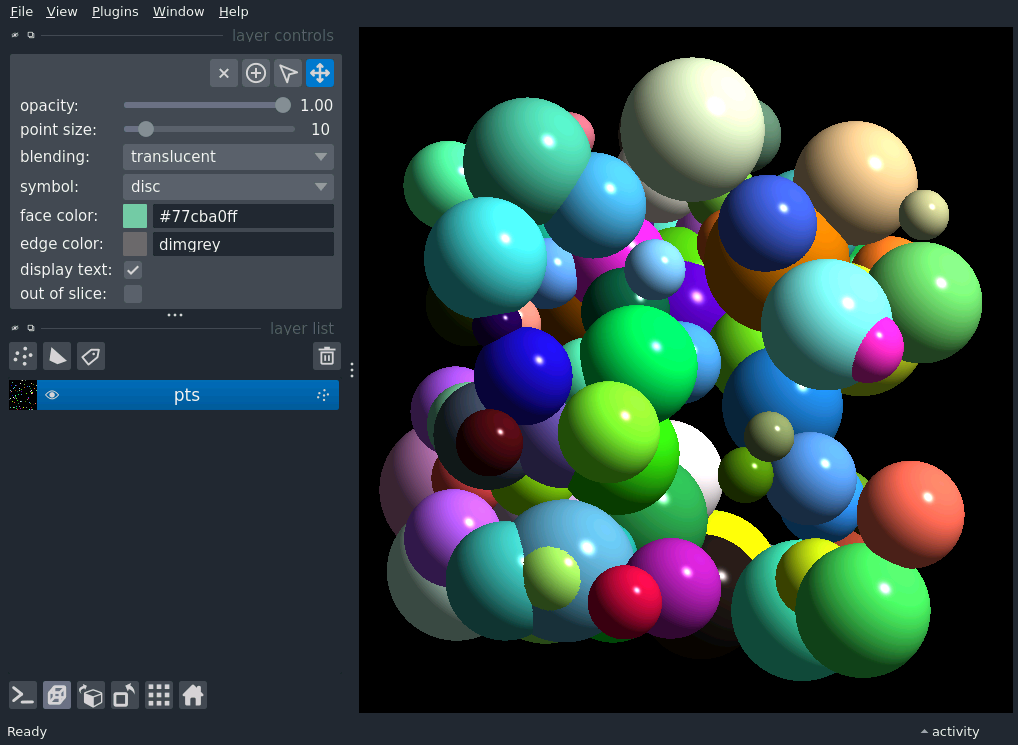 File View Plugins Window Help
layer controls
opacity: 1.00
point size: 10
blending: translucent
symbol: disc
face color: #77cba0ff
edge color: dimgrey
display text:
out of slice:
layer list
pts
Ready activity